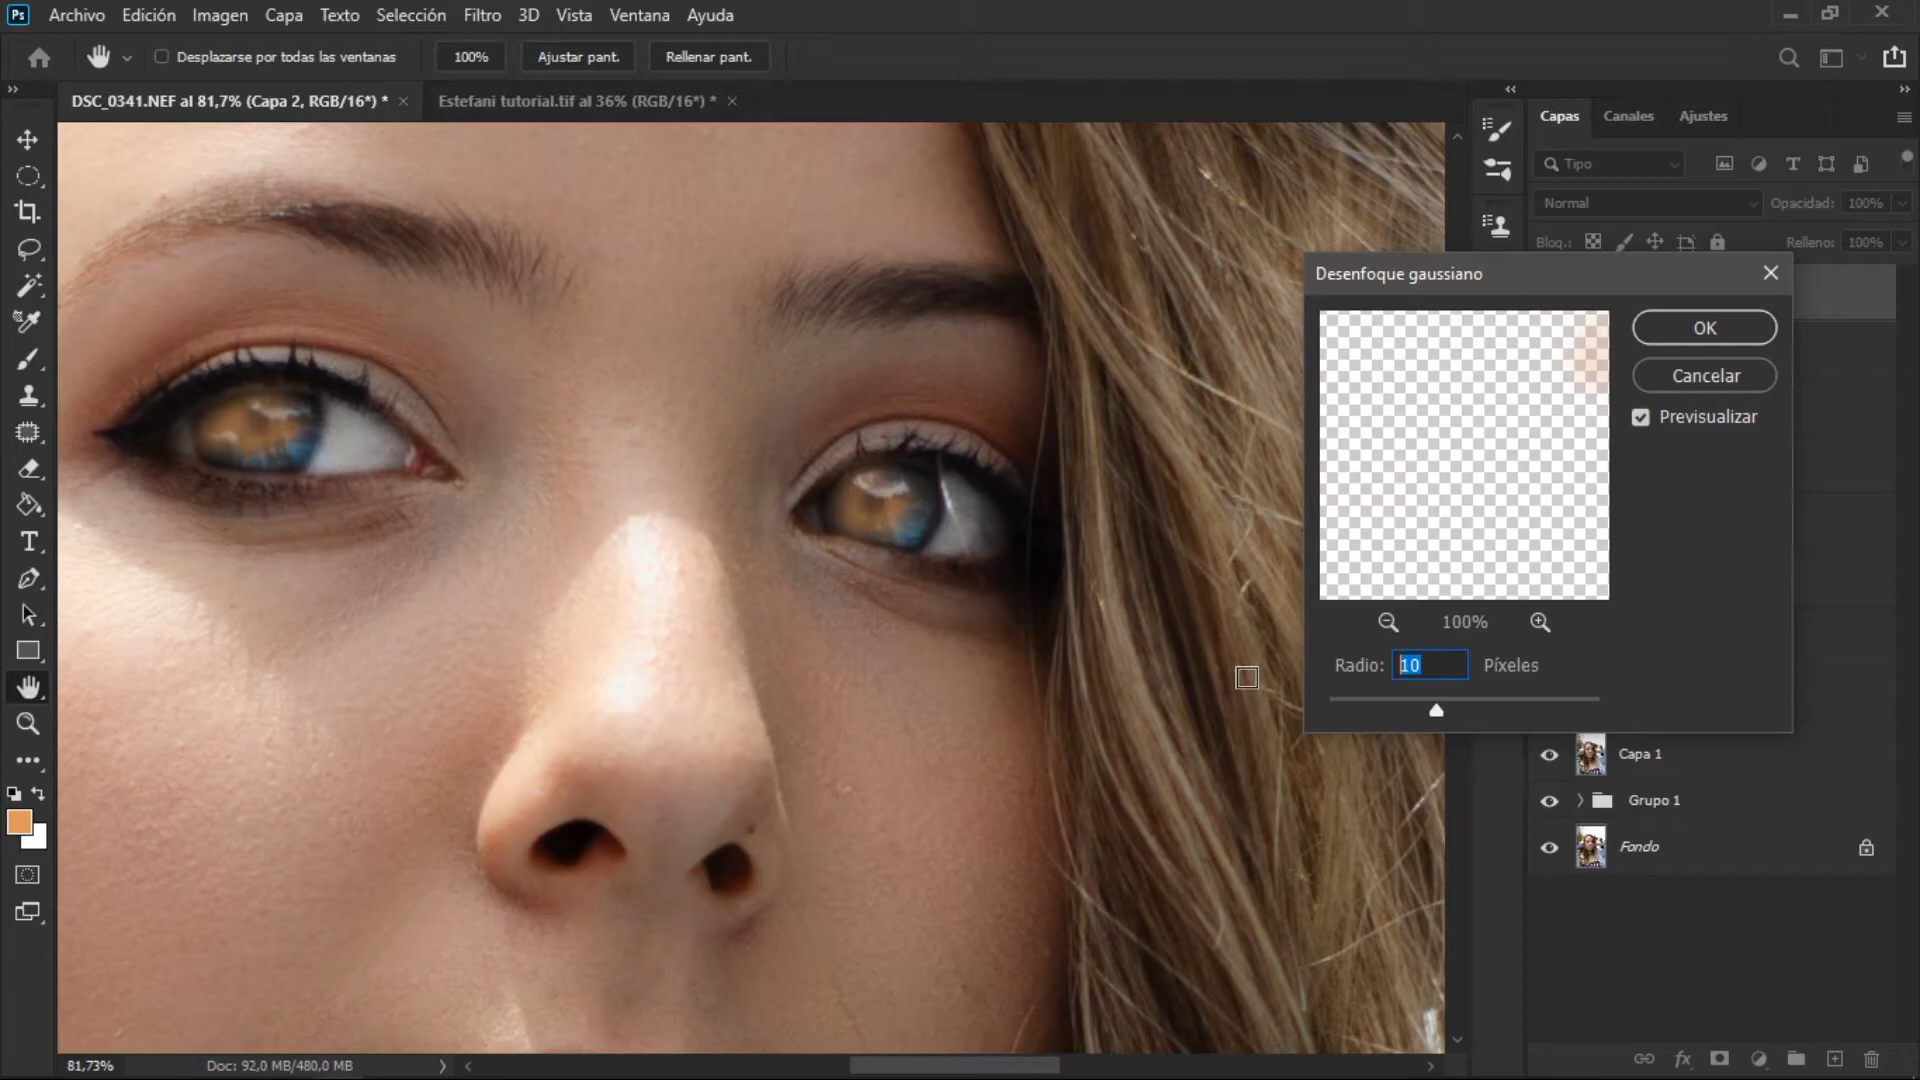 Ps Archivo Edición Imagen Capa Texto Selección Filtro 3D Vista Ventana Ayuda
Desplazarse por todas las ventanas 100% Ajustar pant. Rellenar pant.
DSC_0341.NEF al 81,7% (Capa 2, RGB/16*) * × Estefani tutorial.tif al 36% (RGB/16*) * ×
Capas Canales Ajustes
Tipo
Normal Opacidad: 100%
Bloq.: Relleno: 100%
Desenfoque gaussiano
OK
Cancelar
Previsualizar
100%
Radio: 10 Píxeles
Capa 1
Grupo 1
Fondo
81,73% Doc: 92,0 MB/480,0 MB